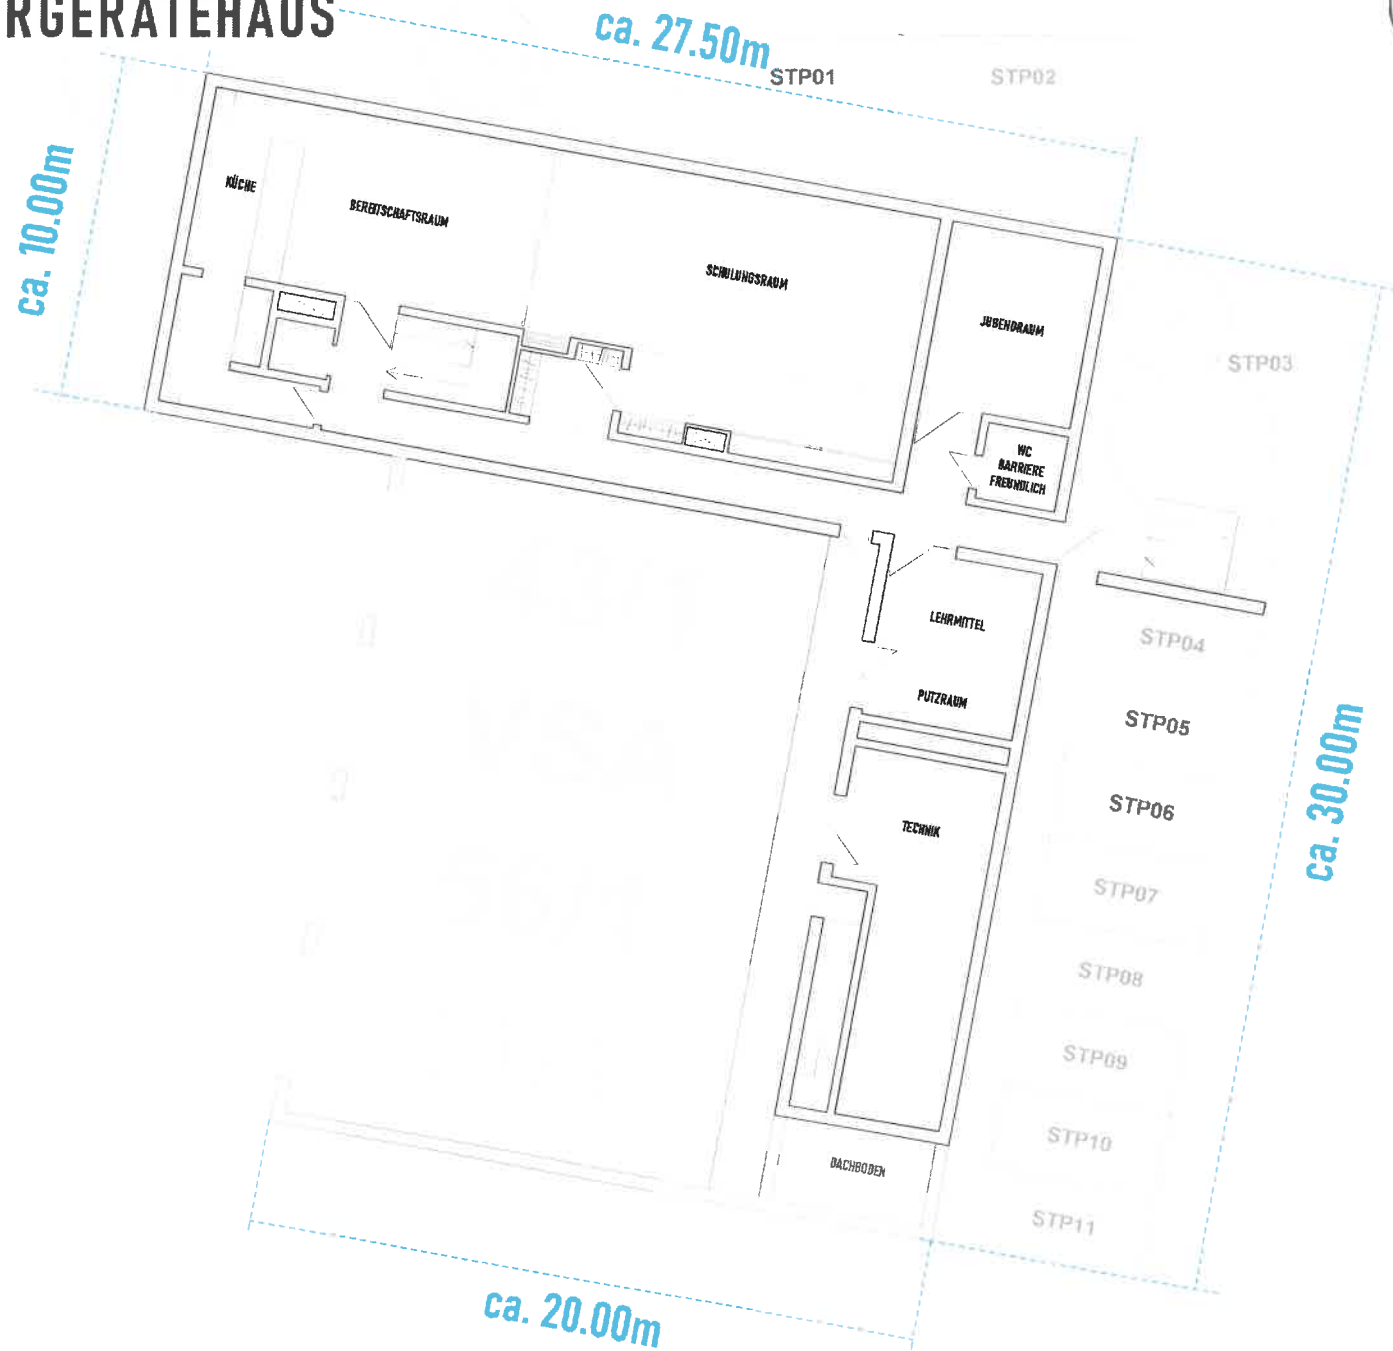 RGERÄTEHAUS
ca. 27.50m
STP01
STP02
ca. 10.00m
KÜCHE
BEREITSCHAFTSRAUM
SCHULUNGSRAUM
JUGENDRAUM
STP03
WC
BARRIERE
FREUNDLICH
LEHRMITTEL
STP04
PUTZRAUM
STP05
STP06
ca. 30.00m
TECHNIK
STP07
STP08
STP09
STP10
DACHBODEN
STP11
ca. 20.00m